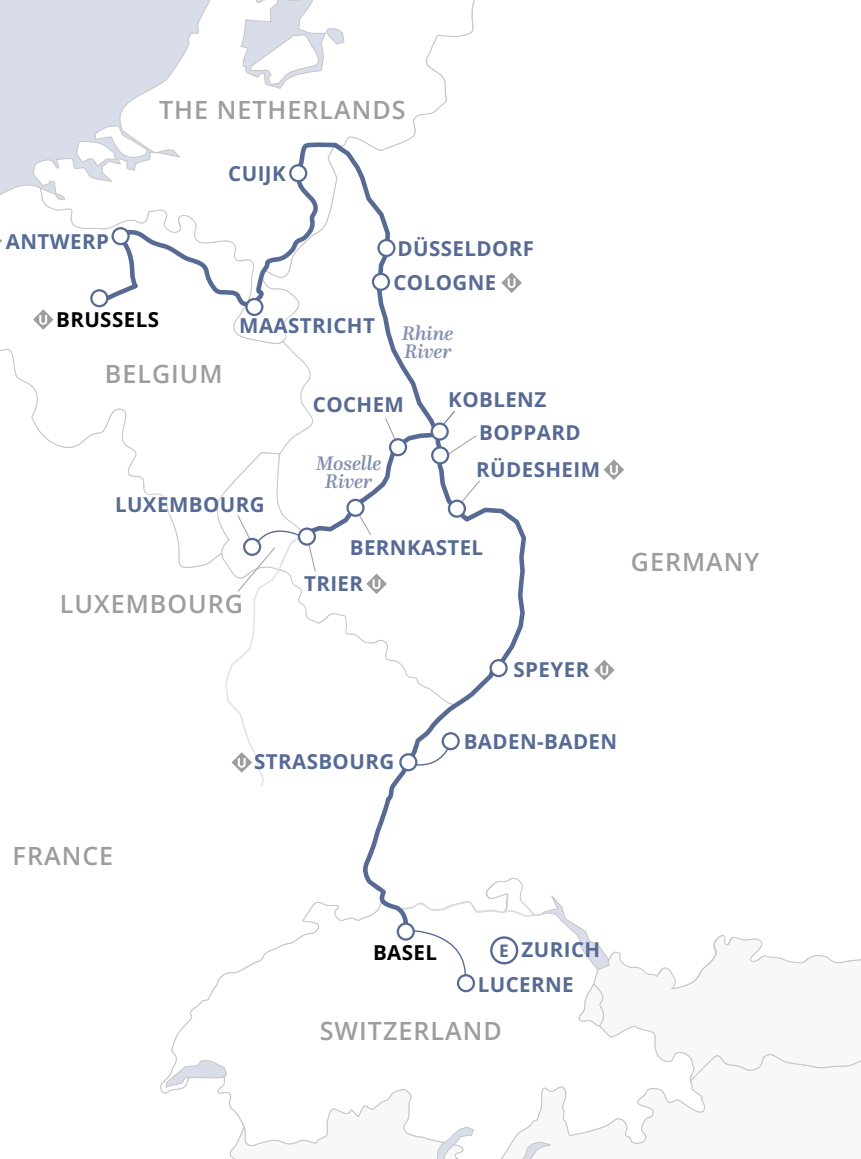 THE NETHERLANDS
CUIJK
ANTWERP
DÜSSELDORF
COLOGNE U
U BRUSSELS
MAASTRICHT
Rhine
River
BELGIUM
KOBLENZ
COCHEM
BOPPARD
Moselle
River
RÜDESHEIM U
LUXEMBOURG
BERNKASTEL
GERMANY
TRIER U
LUXEMBOURG
SPEYER U
BADEN-BADEN
U STRASBOURG
FRANCE
BASEL
E ZURICH
LUCERNE
SWITZERLAND